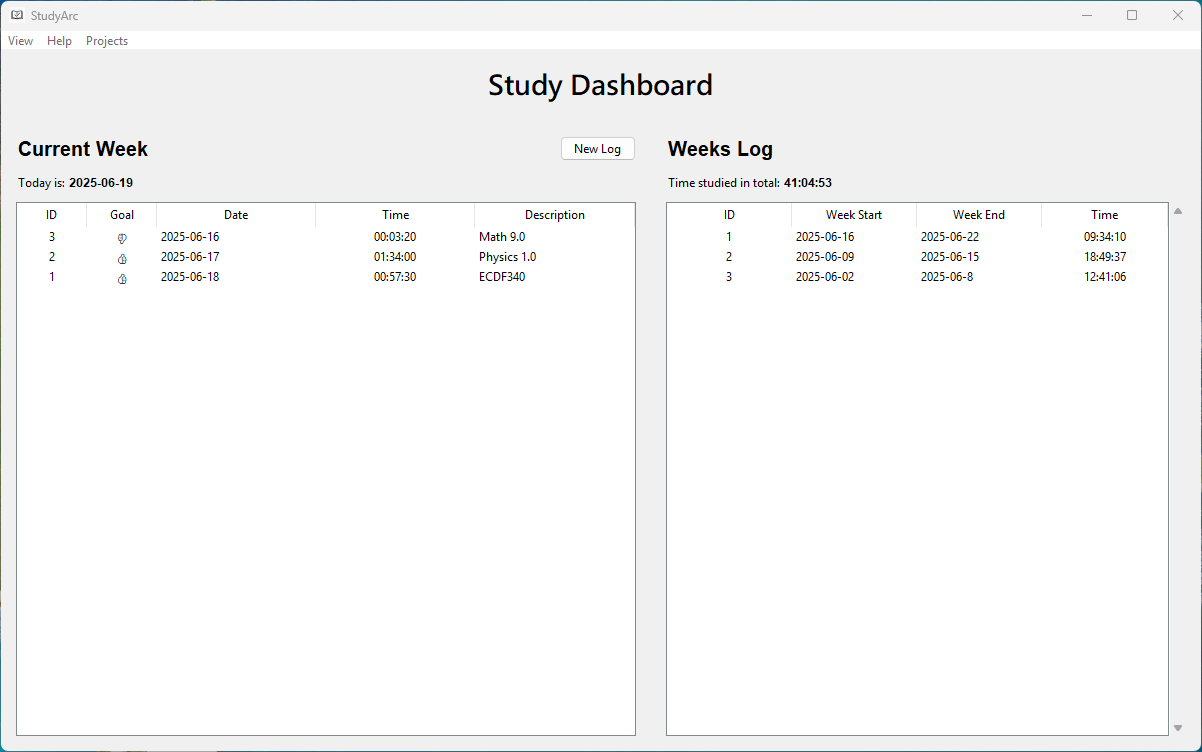 StudyArc
View Help Projects
Study Dashboard
Current Week
New Log
Today is: 2025-06-19
ID Goal Date Time Description
3 👎 2025-06-16 00:03:20 Math 9.0
2 👍 2025-06-17 01:34:00 Physics 1.0
1 👍 2025-06-18 00:57:30 ECDF340
Weeks Log
Time studied in total: 41:04:53
ID Week Start Week End Time
1 2025-06-16 2025-06-22 09:34:10
2 2025-06-09 2025-06-15 18:49:37
3 2025-06-02 2025-06-8 12:41:06